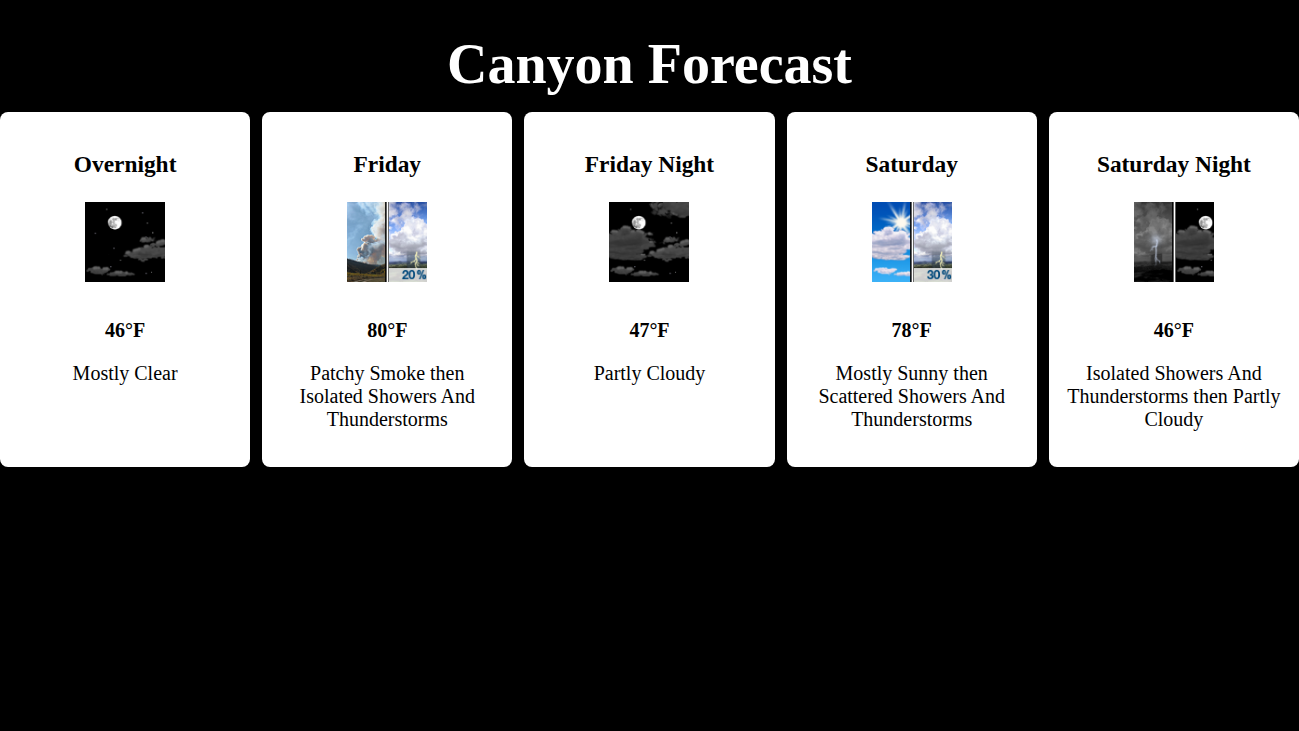 Canyon Forecast
Overnight
46°F
Mostly Clear
Friday
20%
80°F
Patchy Smoke then
Isolated Showers And
Thunderstorms
Friday Night
47°F
Partly Cloudy
Saturday
30%
78°F
Mostly Sunny then
Scattered Showers And
Thunderstorms
Saturday Night
46°F
Isolated Showers And
Thunderstorms then Partly
Cloudy